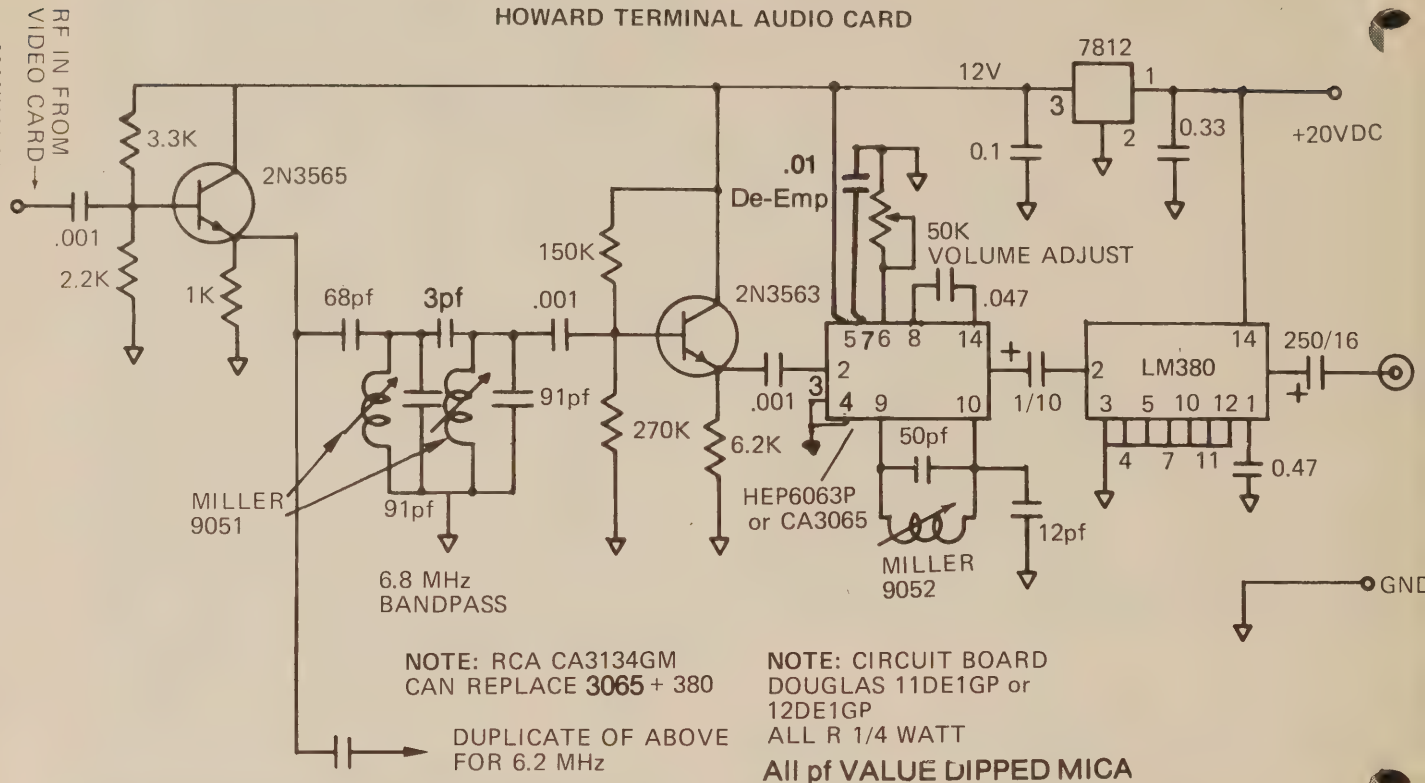 HOWARD TERMINAL AUDIO CARD
RF IN FROM
VIDEO CARD→
3.3K
2N3565
.001
2.2K
1K
68pf
3pf
.001
150K
2N3563
91pf
91pf
270K
6.2K
MILLER
9051
6.8 MHz
BANDPASS
.01
De-Emp
50K
VOLUME ADJUST
.047
12V
7812
3
1
2
0.1
0.33
+20VDC
5
7
6
8
14
2
3
4
9
10
.001
HEP6063P
or CA3065
50pf
MILLER
9052
12pf
+
1/10
2
LM380
14
3
5
10
12
1
4
7
11
0.47
250/16
+
GND
NOTE: RCA CA3134GM
CAN REPLACE 3065 + 380
NOTE: CIRCUIT BOARD
DOUGLAS 11DE1GP or
12DE1GP
ALL R 1/4 WATT
All pf VALUE DIPPED MICA
DUPLICATE OF ABOVE
FOR 6.2 MHz